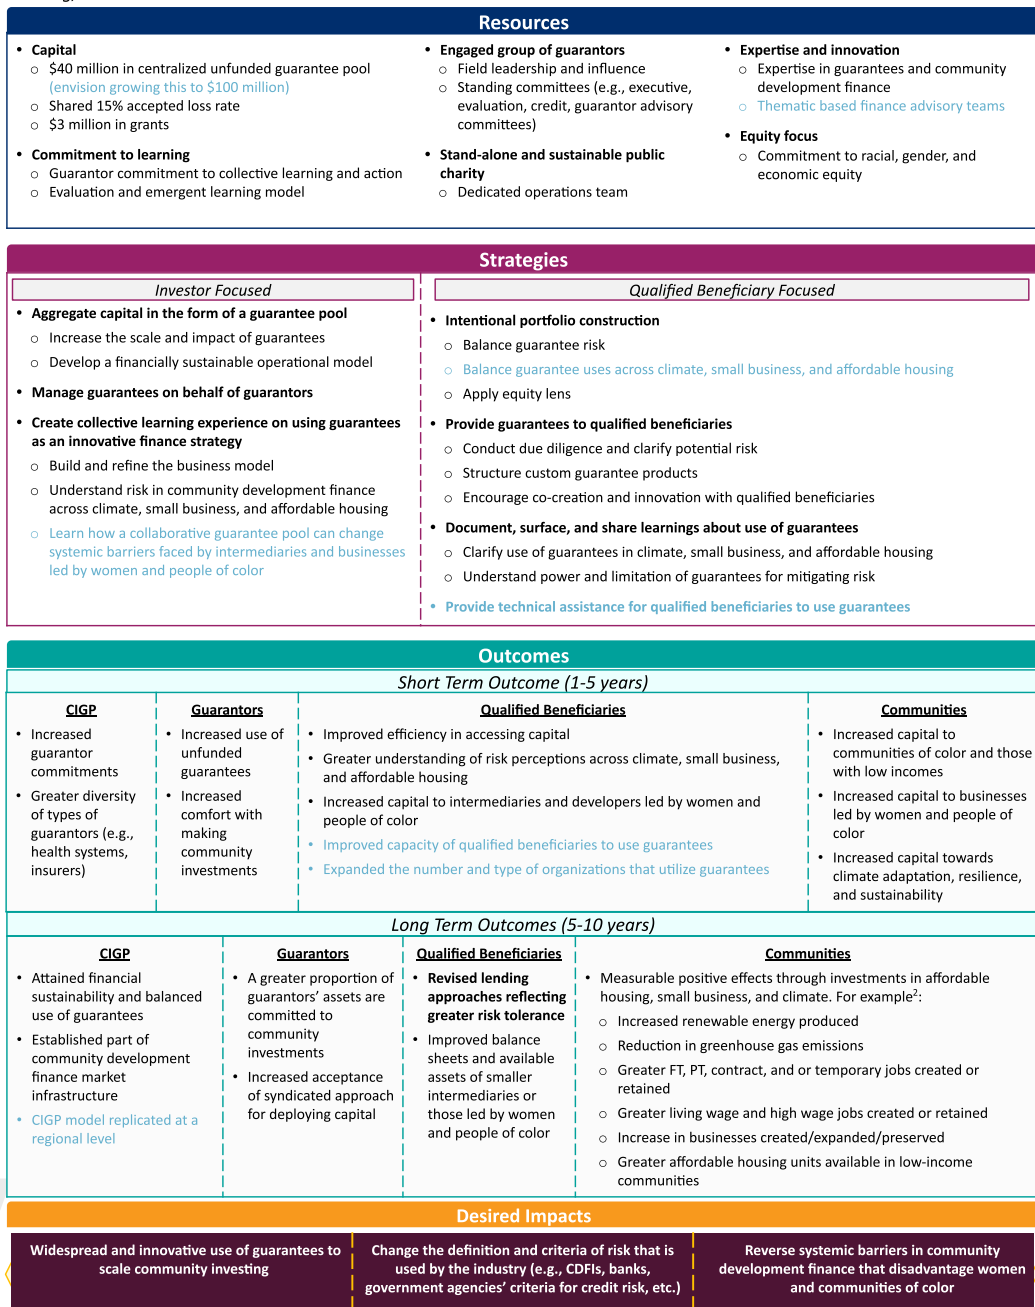 Resources
• Capital
○ $40 million in centralized unfunded guarantee pool
(envision growing this to $100 million)
○ Shared 15% accepted loss rate
○ $3 million in grants
• Commitment to learning
○ Guarantor commitment to collective learning and action
○ Evaluation and emergent learning model
• Engaged group of guarantors
○ Field leadership and influence
○ Standing committees (e.g., executive,
evaluation, credit, guarantor advisory
committees)
• Stand-alone and sustainable public
charity
○ Dedicated operations team
• Expertise and innovation
○ Expertise in guarantees and community
development finance
○ Thematic based finance advisory teams
• Equity focus
○ Commitment to racial, gender, and
economic equity
Strategies
Investor Focused
• Aggregate capital in the form of a guarantee pool
○ Increase the scale and impact of guarantees
○ Develop a financially sustainable operational model
• Manage guarantees on behalf of guarantors
• Create collective learning experience on using guarantees
as an innovative finance strategy
○ Build and refine the business model
○ Understand risk in community development finance
across climate, small business, and affordable housing
○ Learn how a collaborative guarantee pool can change
systemic barriers faced by intermediaries and businesses
led by women and people of color
Qualified Beneficiary Focused
• Intentional portfolio construction
○ Balance guarantee risk
○ Balance guarantee uses across climate, small business, and affordable housing
○ Apply equity lens
• Provide guarantees to qualified beneficiaries
○ Conduct due diligence and clarify potential risk
○ Structure custom guarantee products
○ Encourage co-creation and innovation with qualified beneficiaries
• Document, surface, and share learnings about use of guarantees
○ Clarify use of guarantees in climate, small business, and affordable housing
○ Understand power and limitation of guarantees for mitigating risk
• Provide technical assistance for qualified beneficiaries to use guarantees
Outcomes
Short Term Outcome (1-5 years)
CIGP
• Increased
guarantor
commitments
• Greater diversity
of types of
guarantors (e.g.,
health systems,
insurers)
Guarantors
• Increased use of
unfunded
guarantees
• Increased
comfort with
making
community
investments
Qualified Beneficiaries
• Improved efficiency in accessing capital
• Greater understanding of risk perceptions across climate, small business,
and affordable housing
• Increased capital to intermediaries and developers led by women and
people of color
• Improved capacity of qualified beneficiaries to use guarantees
• Expanded the number and type of organizations that utilize guarantees
Communities
• Increased capital to
communities of color and those
with low incomes
• Increased capital to businesses
led by women and people of
color
• Increased capital towards
climate adaptation, resilience,
and sustainability
Long Term Outcomes (5-10 years)
CIGP
• Attained financial
sustainability and balanced
use of guarantees
• Established part of
community development
finance market
infrastructure
• CIGP model replicated at a
regional level
Guarantors
• A greater proportion of
guarantors’ assets are
committed to
community
investments
• Increased acceptance
of syndicated approach
for deploying capital
Qualified Beneficiaries
• Revised lending
approaches reflecting
greater risk tolerance
• Improved balance
sheets and available
assets of smaller
intermediaries or
those led by women
and people of color
Communities
• Measurable positive effects through investments in affordable
housing, small business, and climate. For example²:
○ Increased renewable energy produced
○ Reduction in greenhouse gas emissions
○ Greater FT, PT, contract, and or temporary jobs created or
retained
○ Greater living wage and high wage jobs created or retained
○ Increase in businesses created/expanded/preserved
○ Greater affordable housing units available in low-income
communities
Desired Impacts
Widespread and innovative use of guarantees to
scale community investing
Change the definition and criteria of risk that is
used by the industry (e.g., CDFIs, banks,
government agencies’ criteria for credit risk, etc.)
Reverse systemic barriers in community
development finance that disadvantage women
and communities of color